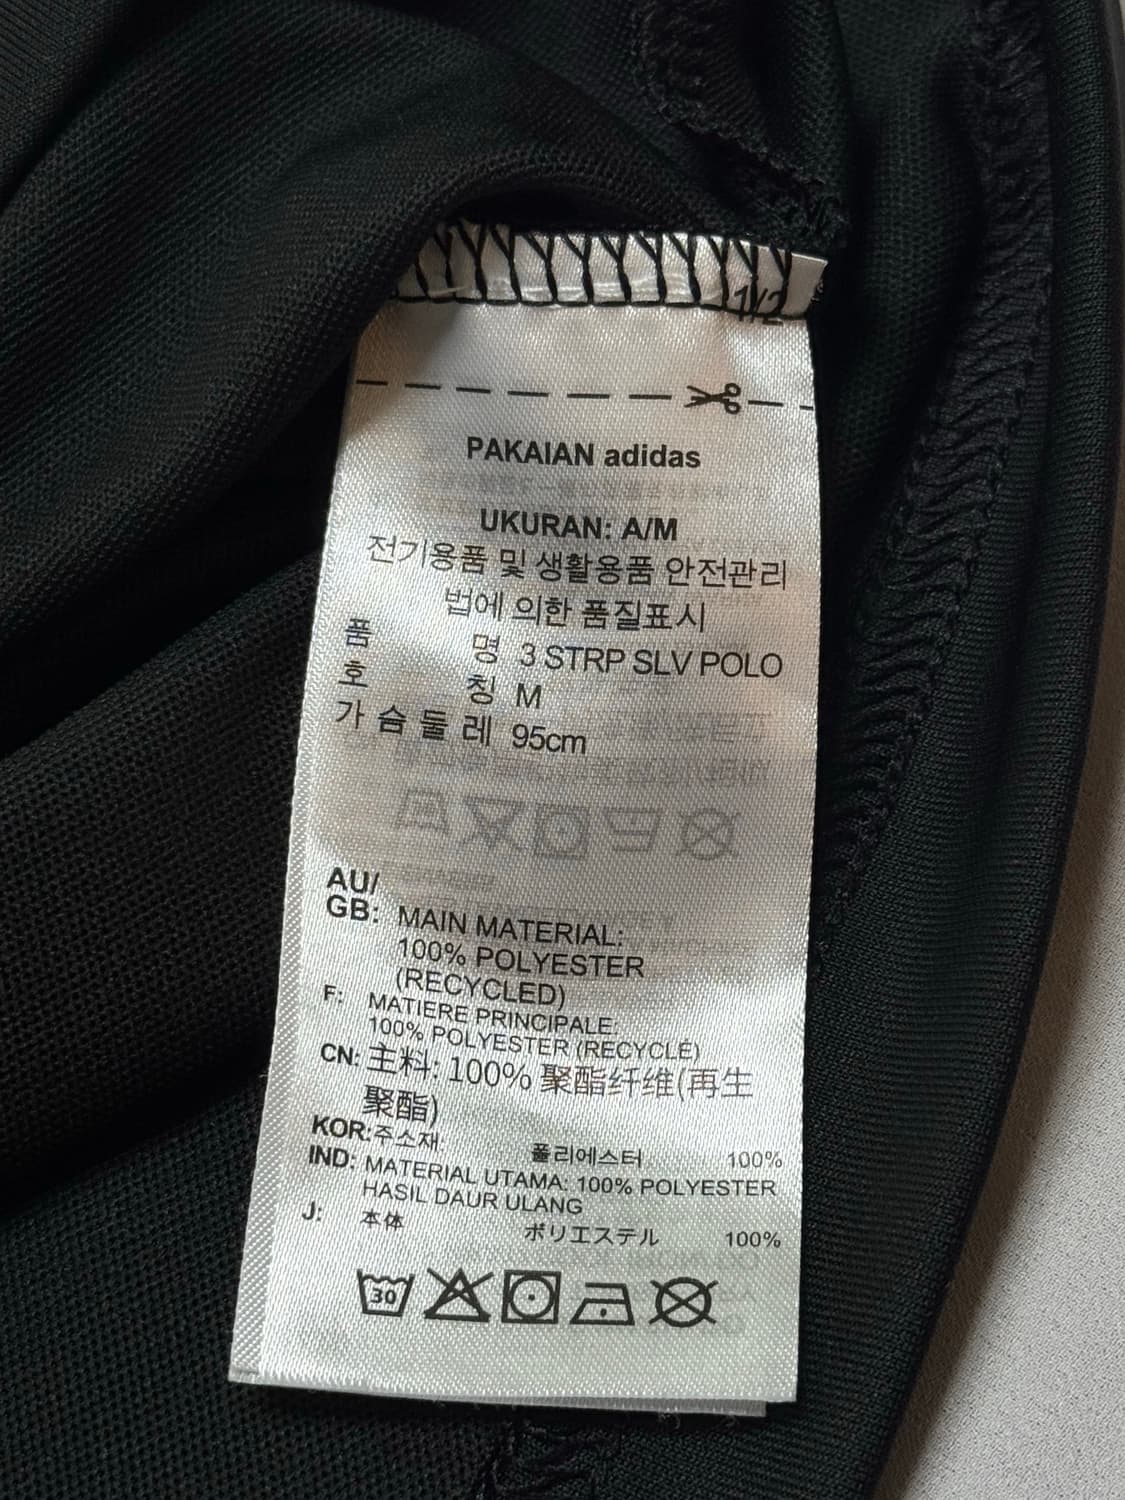 1/2
PAKAIAN adidas
UKURAN: A/M
전기용품 및 생활용품 안전관리
법에 의한 품질표시
품 명 3 STRP SLV POLO
호 칭 M
가 슴 둘 레 95cm
AU/
GB: MAIN MATERIAL:
100% POLYESTER
(RECYCLED)
F: MATIERE PRINCIPALE:
100% POLYESTER (RECYCLÉ)
CN: 主料: 100% 聚酯纤维(再生
聚酯)
KOR: 주소재: 폴리에스터 100%
IND: MATERIAL UTAMA: 100% POLYESTER
HASIL DAUR ULANG
J: 本体 ポリエステル 100%
30